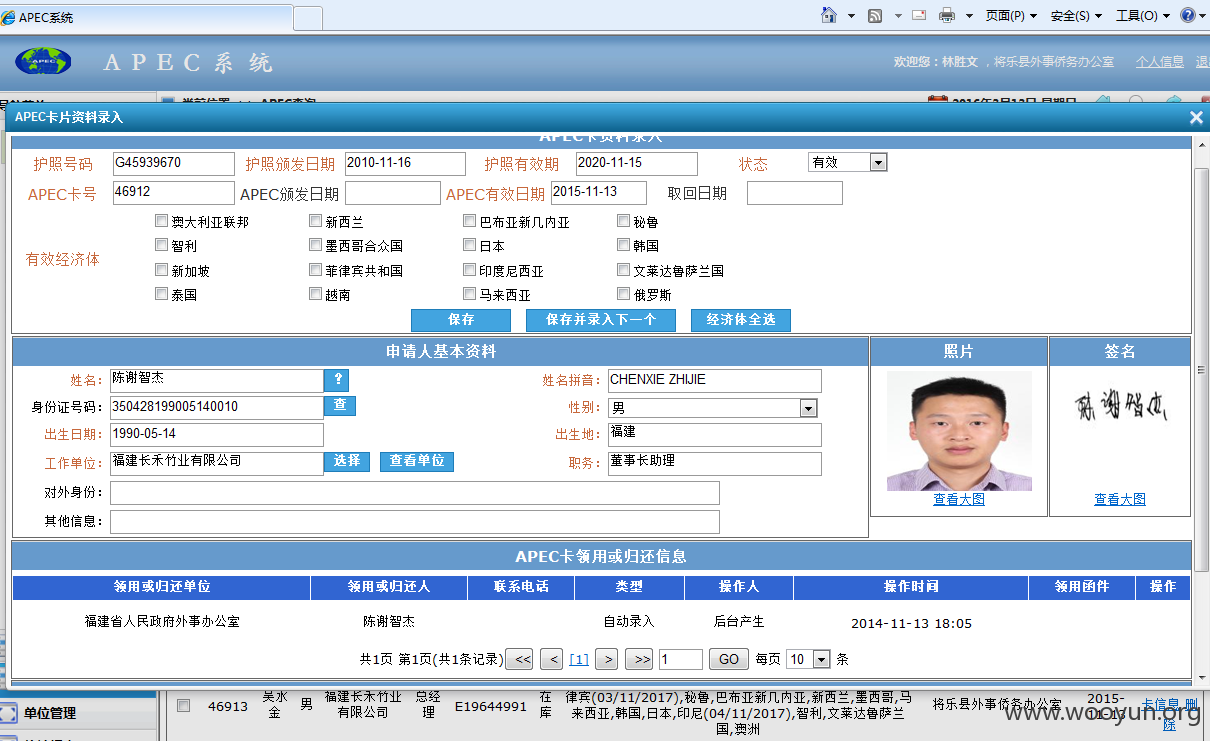 APEC系统
页面(P) 安全(S) 工具(O)
APEC系统
欢迎您：林胜文，将乐县外事侨务办公室 个人信息
APEC卡片资料录入
APEC卡资料录入
护照号码 G45939670 护照颁发日期 2010-11-16 护照有效期 2020-11-15 状态 有效
APEC卡号 46912 APEC颁发日期 APEC有效日期 2015-11-13 取回日期
有效经济体
澳大利亚联邦 新西兰 巴布亚新几内亚 秘鲁
智利 墨西哥合众国 日本 韩国
新加坡 菲律宾共和国 印度尼西亚 文莱达鲁萨兰国
泰国 越南 马来西亚 俄罗斯
保存 保存并录入下一个 经济体全选
申请人基本资料 照片 签名
姓名： 陈谢智杰 ? 姓名拼音： CHENXIE ZHIJIE
身份证号码： 350428199005140010 查 性别： 男
出生日期： 1990-05-14 出生地： 福建
工作单位： 福建长禾竹业有限公司 选择 查看单位 职务： 董事长助理
对外身份：
其他信息：
陈谢智杰
查看大图 查看大图
APEC卡领用或归还信息
领用或归还单位 领用或归还人 联系电话 类型 操作人 操作时间 领用函件 操作
福建省人民政府外事办公室 陈谢智杰 自动录入 后台产生 2014-11-13 18:05
共1页 第1页(共1条记录) << < [1] > >> 1 GO 每页 10 条
单位管理
46913 吴水金 男 福建长禾竹业有限公司 总经理 E19644991 在库 律宾(03/11/2017),秘鲁,巴布亚新几内亚,新西兰,墨西哥,马来西亚,韩国,日本,印尼(04/11/2017),智利,文莱达鲁萨兰国,澳洲 将乐县外事侨务办公室 2015-11-13 卡信息 删除
www.wooyun.org